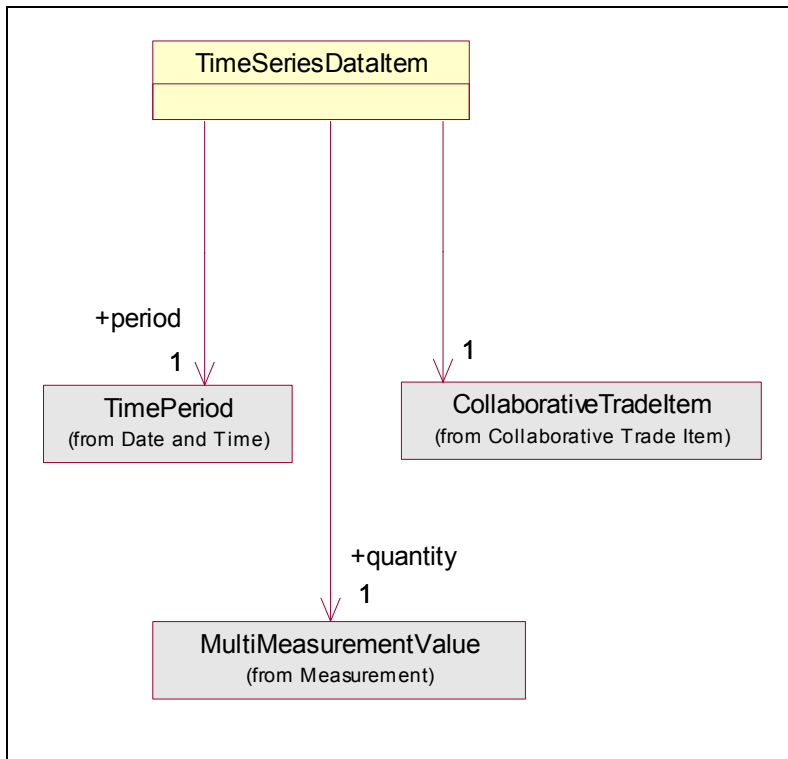 TimeSeriesDataItem
+period
1
1
TimePeriod
(from Date and Time)
CollaborativeTradeItem
(from Collaborative Trade Item)
+quantity
1
MultiMeasurementValue
(from Measurement)